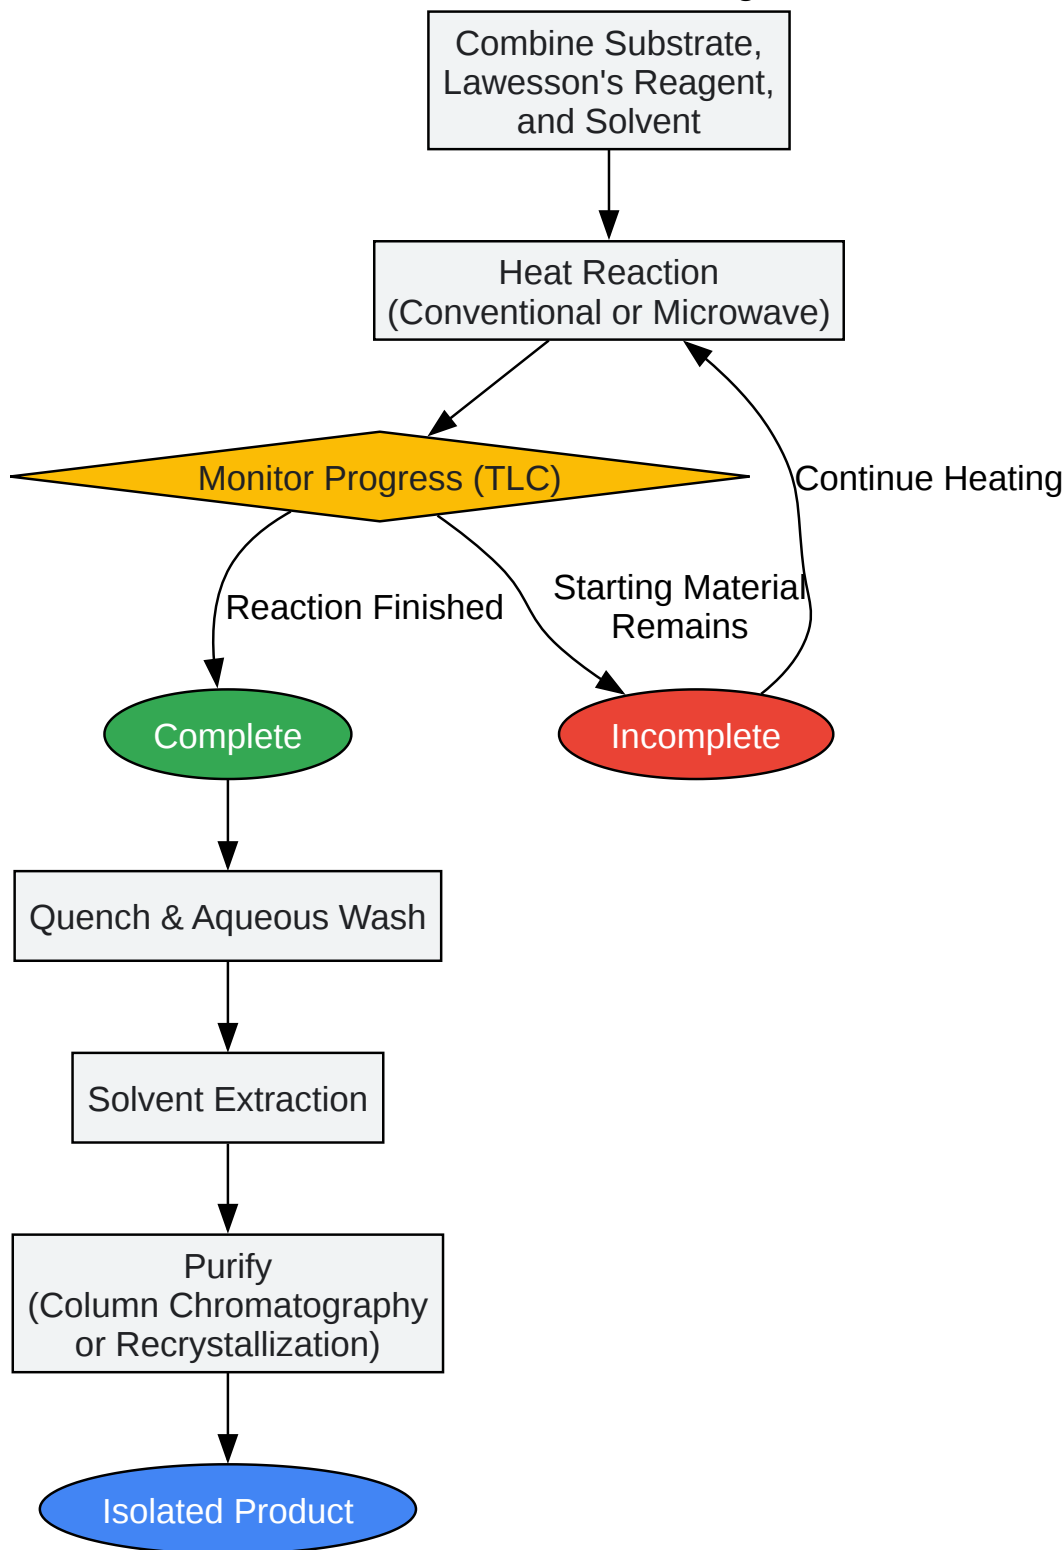 Combine Substrate,
Lawesson's Reagent,
and Solvent
Heat Reaction
(Conventional or Microwave)
Monitor Progress (TLC)
Continue Heating
Reaction Finished
Starting Material
Remains
Complete
Incomplete
Quench & Aqueous Wash
Solvent Extraction
Purify
(Column Chromatography
or Recrystallization)
Isolated Product